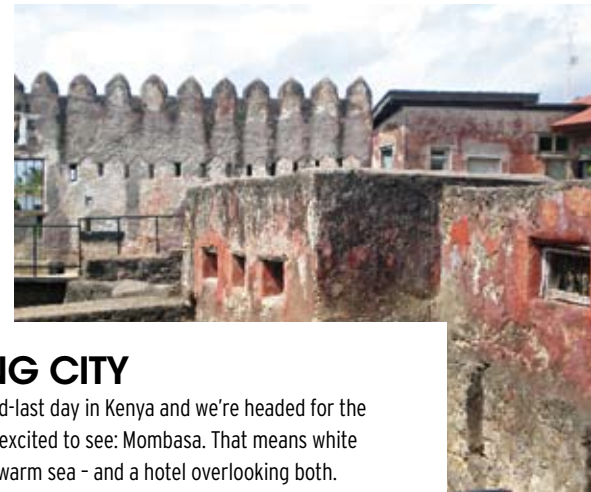 NG CITY
d-last day in Kenya and we're headed for the
excited to see: Mombasa. That means white
warm sea – and a hotel overlooking both.